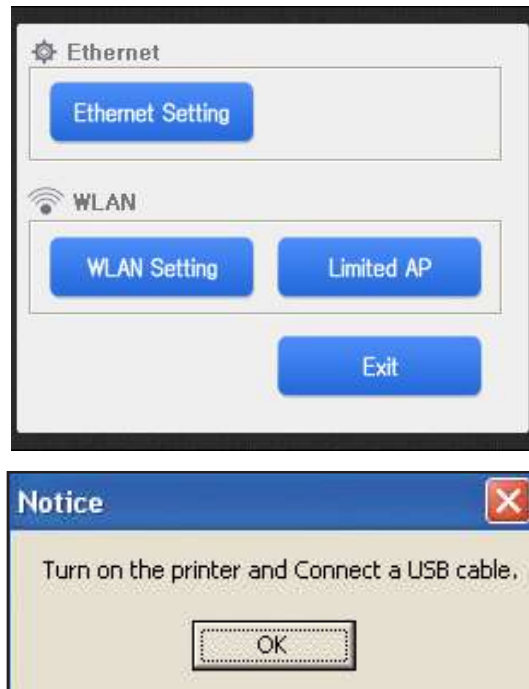 Ethernet
Ethernet Setting
WLAN
WLAN Setting
Limited AP
Exit
Notice
Turn on the printer and Connect a USB cable.
OK